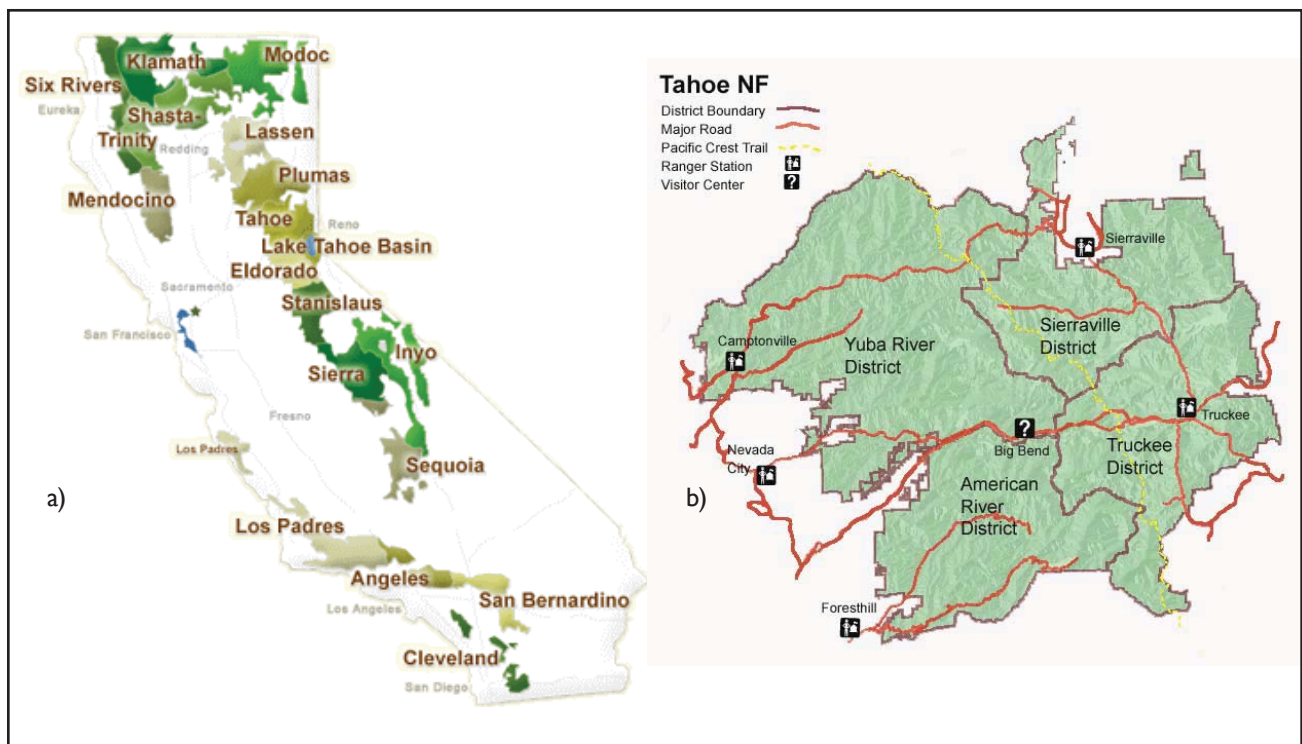 Klamath
Modoc
Six Rivers
Eureka
Shasta-
Trinity
Redding
Lassen
Plumas
Mendocino
Tahoe
Reno
Lake Tahoe Basin
Eldorado
Sacramento
Stanislaus
San Francisco
Inyo
Sierra
Fresno
Los Padres
Sequoia
a)
Los Padres
Angeles
San Bernardino
Los Angeles
Cleveland
San Diego
Tahoe NF
District Boundary
Major Road
Pacific Crest Trail
Ranger Station
Visitor Center
?
Sierraville
Camptonville
Yuba River
District
Sierraville
District
Truckee
?
Big Bend
Nevada
City
Truckee
District
b)
American
River
District
Foresthill